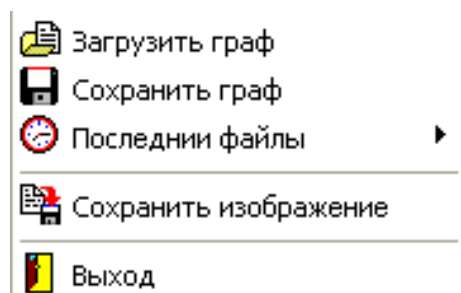 Загрузить граф
Сохранить граф
Последнии файлы
Сохранить изображение
Выход